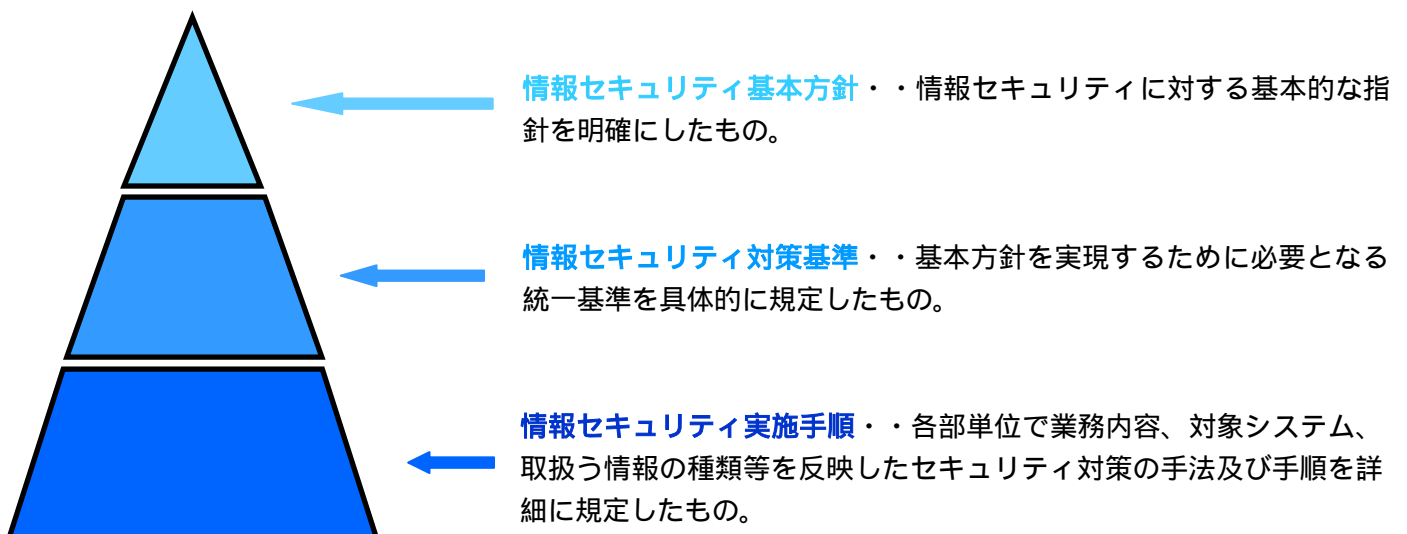 情報セキュリティ基本方針・・情報セキュリティに対する基本的な指
針を明確にしたもの。
情報セキュリティ対策基準・・基本方針を実現するために必要となる
統一基準を具体的に規定したもの。
情報セキュリティ実施手順・・各部単位で業務内容、対象システム、
取扱う情報の種類等を反映したセキュリティ対策の手法及び手順を詳
細に規定したもの。